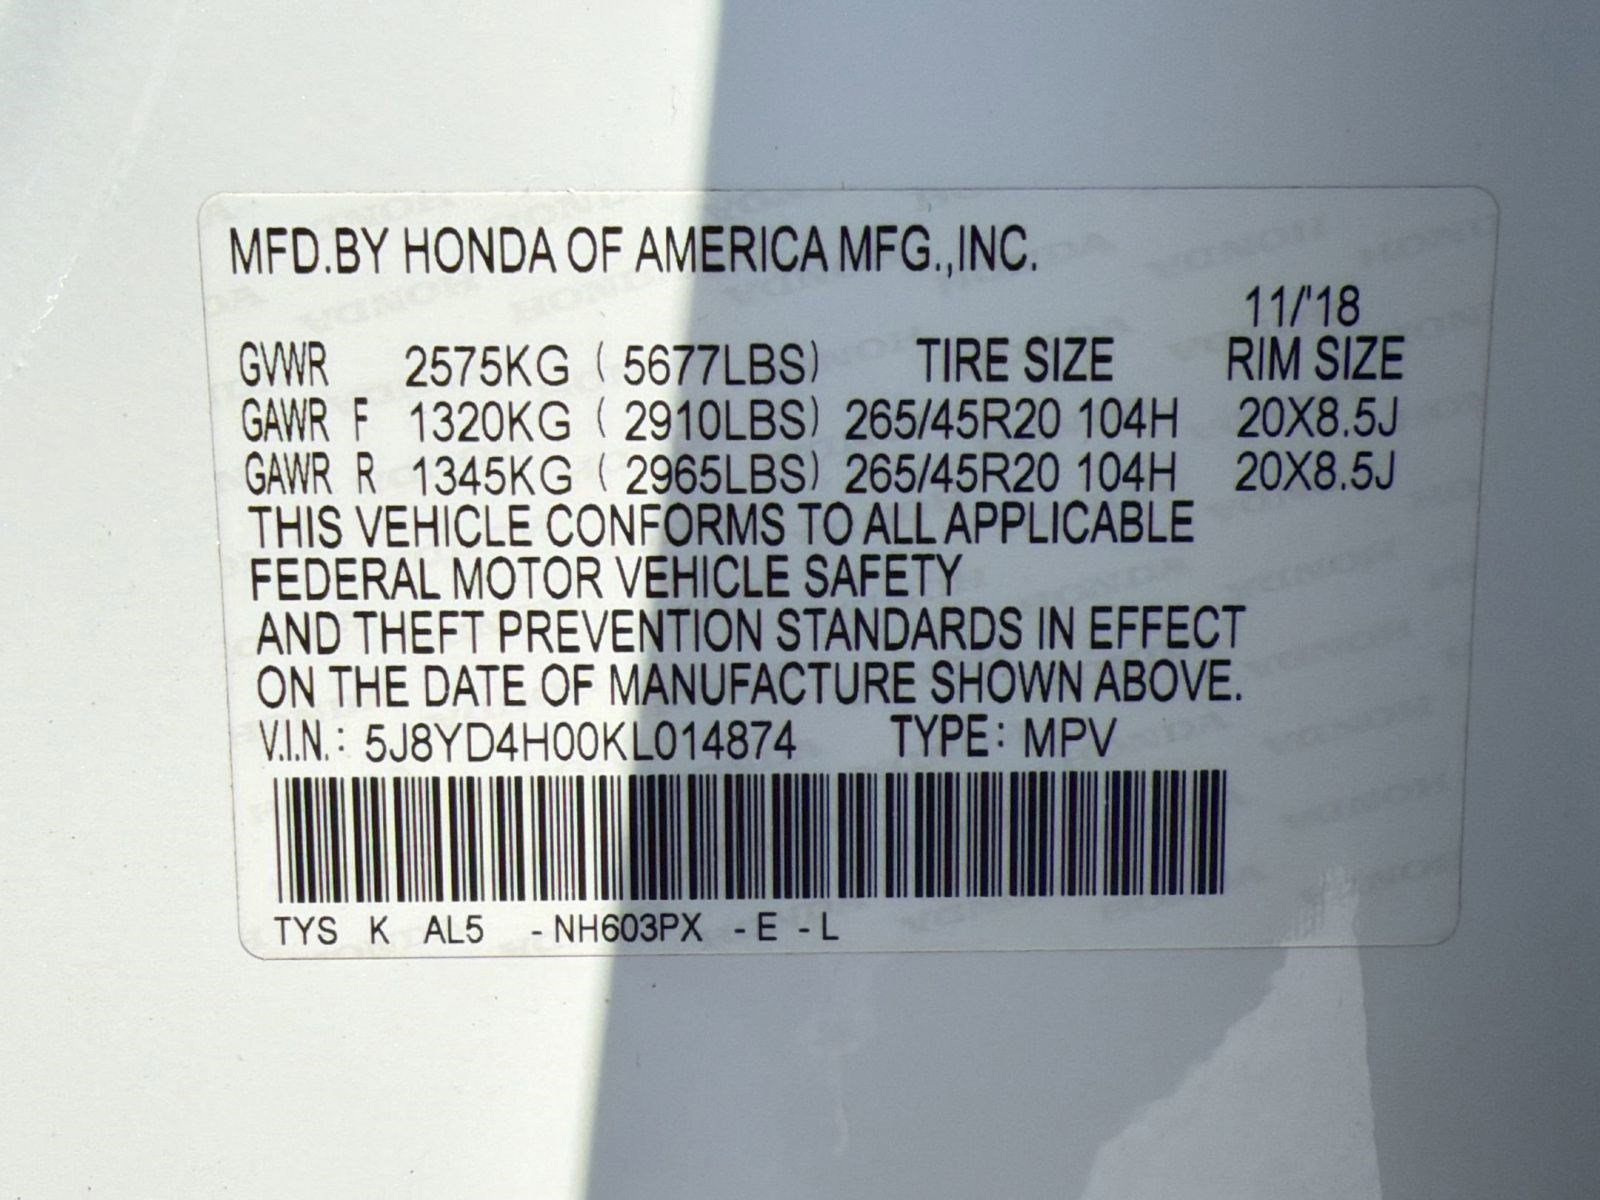 MFD.BY HONDA OF AMERICA MFG.,INC.
11/'18
GVWR 2575KG ( 5677LBS) TIRE SIZE RIM SIZE
GAWR F 1320KG ( 2910LBS) 265/45R20 104H 20X8.5J
GAWR R 1345KG ( 2965LBS) 265/45R20 104H 20X8.5J
THIS VEHICLE CONFORMS TO ALL APPLICABLE
FEDERAL MOTOR VEHICLE SAFETY
AND THEFT PREVENTION STANDARDS IN EFFECT
ON THE DATE OF MANUFACTURE SHOWN ABOVE.
V.I.N.: 5J8YD4H00KL014874 TYPE: MPV
TYS K AL5 -NH603PX -E -L